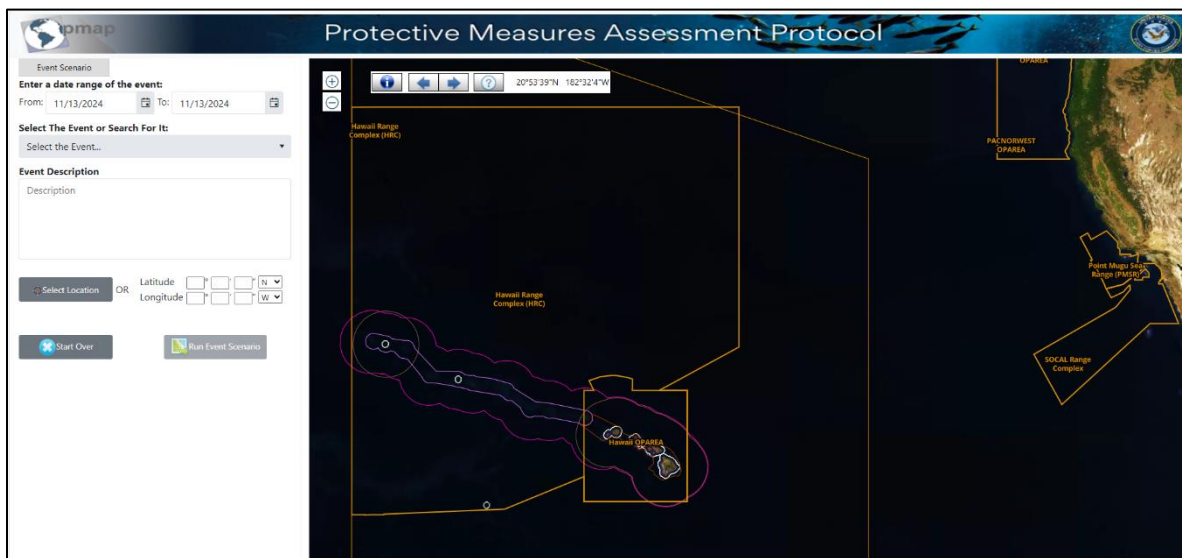 pmap
Protective Measures Assessment Protocol
Event Scenario
Enter a date range of the event:
From: 11/13/2024 To: 11/13/2024
Select The Event or Search For It:
Select the Event...
Event Description
Description
Select Location OR Latitude ° ' " N
Longitude ° ' " W
Start Over Run Event Scenario
20°53'39"N 182°32'4"W
OPAREA
Hawaii Range
Complex (HRC)
PACNORWEST
OPAREA
Point Mugu Sea
Range (PMSR)
Hawaii Range
Complex (HRC)
SOCAL Range
Complex
Hawaii OPAREA